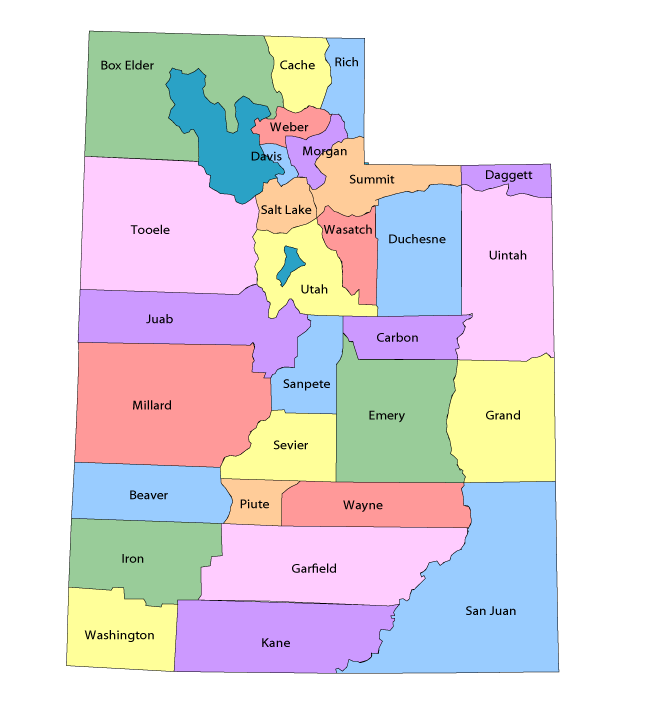 Box Elder
Cache
Rich
Weber
Davis
Morgan
Summit
Daggett
Salt Lake
Tooele
Wasatch
Duchesne
Uintah
Utah
Juab
Carbon
Sanpete
Millard
Emery
Grand
Sevier
Beaver
Piute
Wayne
Iron
Garfield
San Juan
Washington
Kane